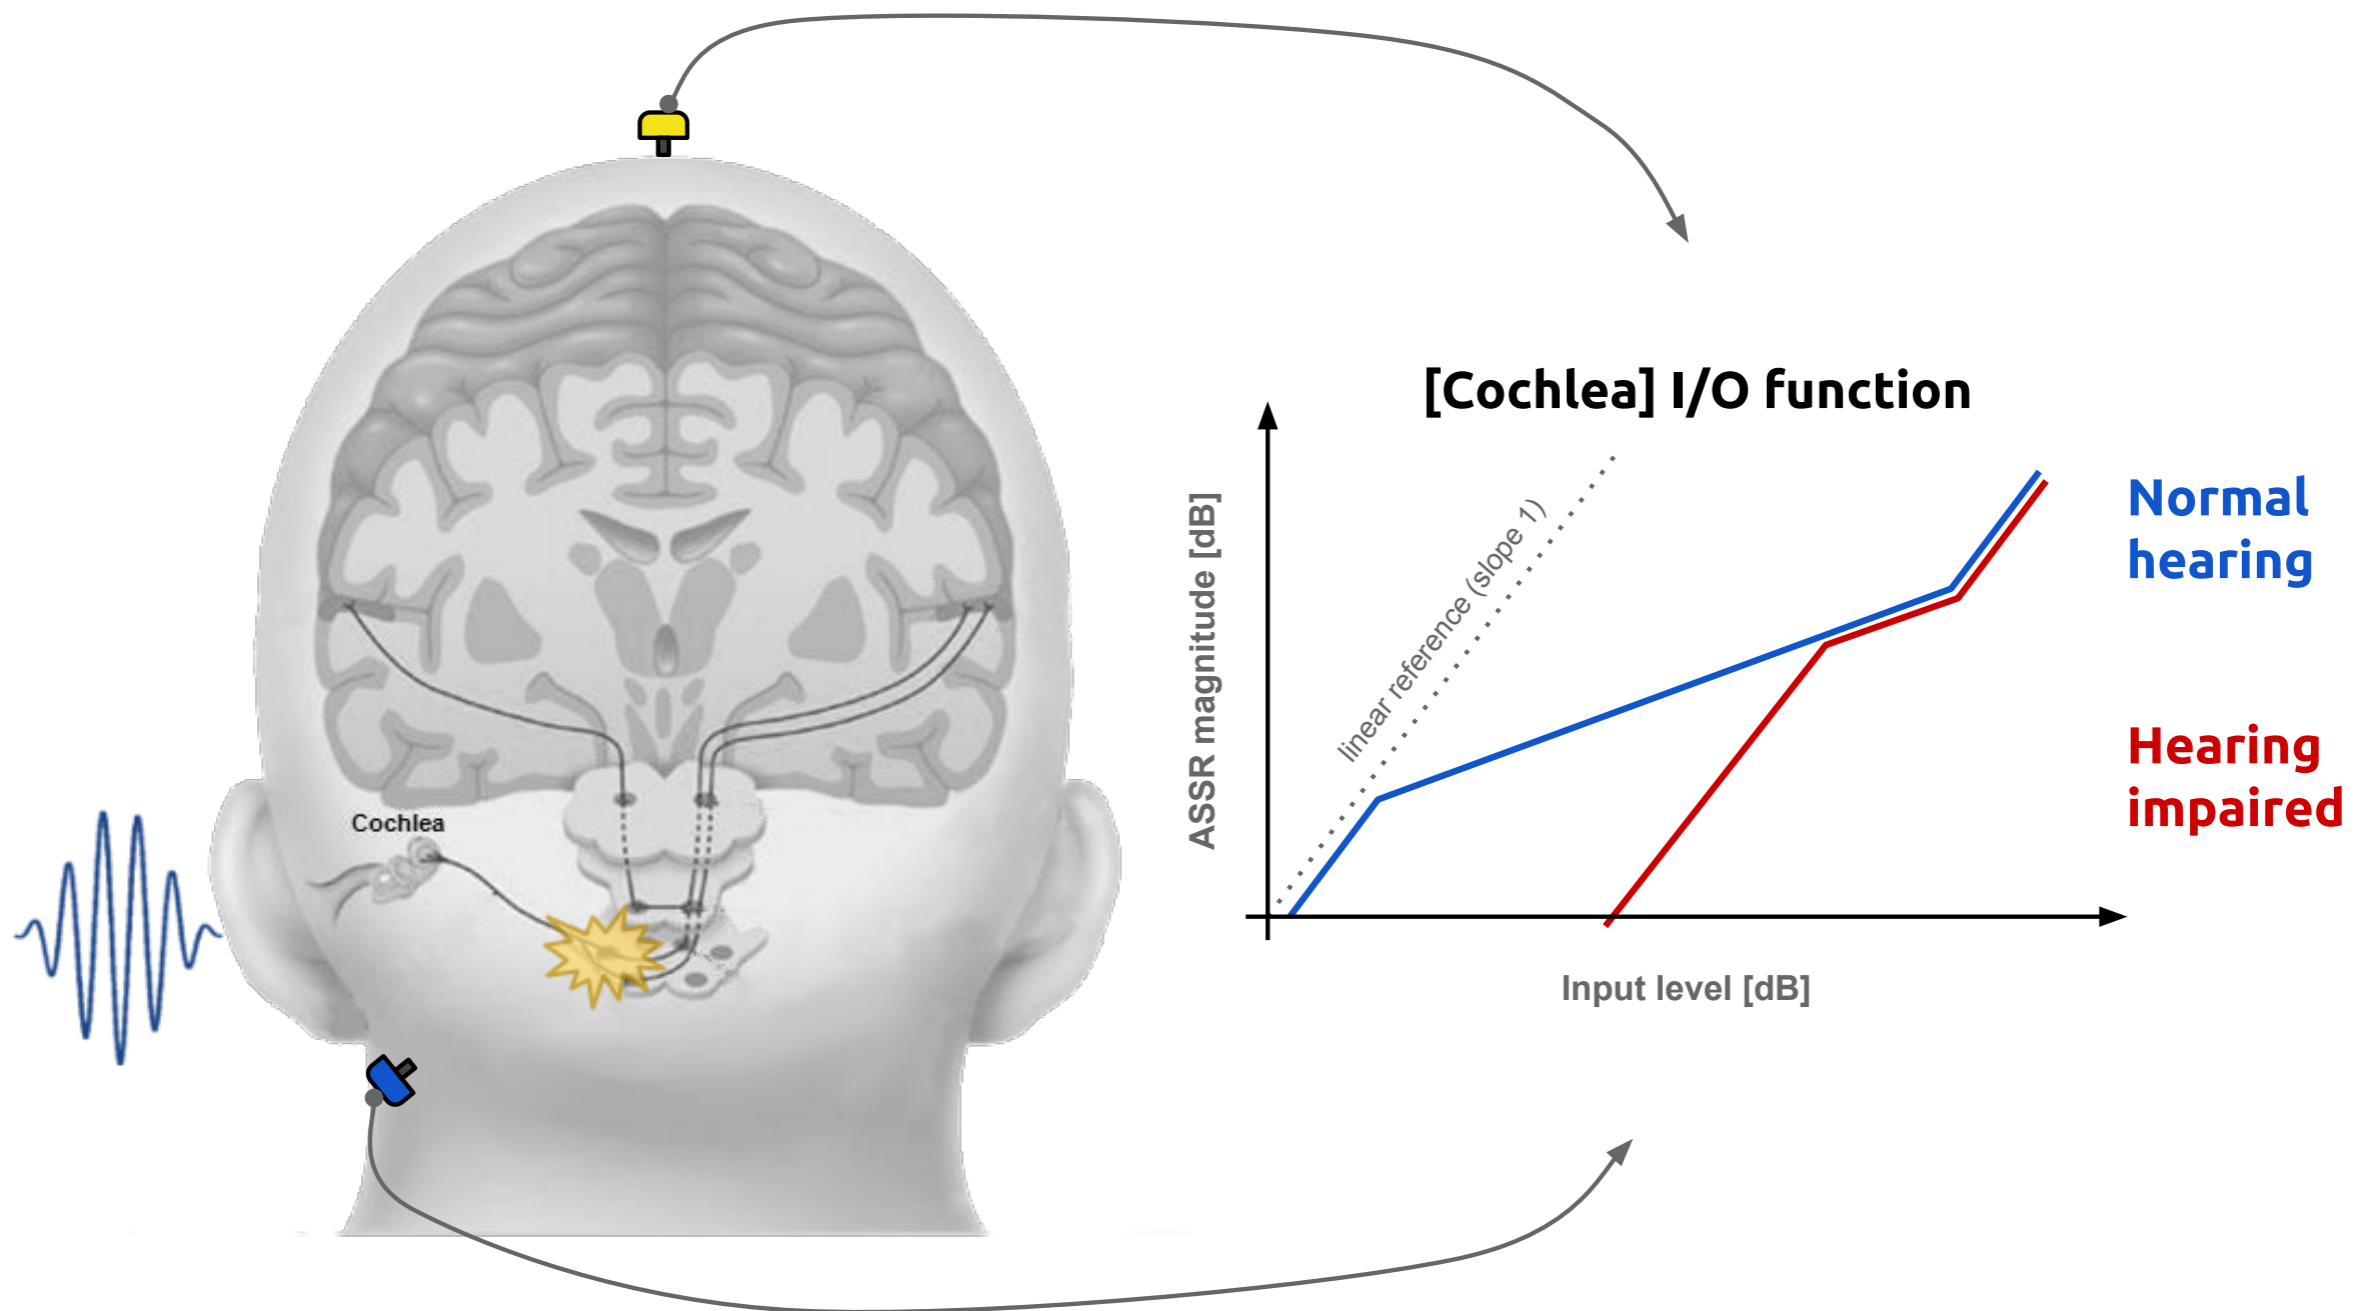 [Cochlea] I/O function
Normal
hearing
linear reference (slope 1)
ASSR magnitude [dB]
Hearing
impaired
Cochlea
Input level [dB]